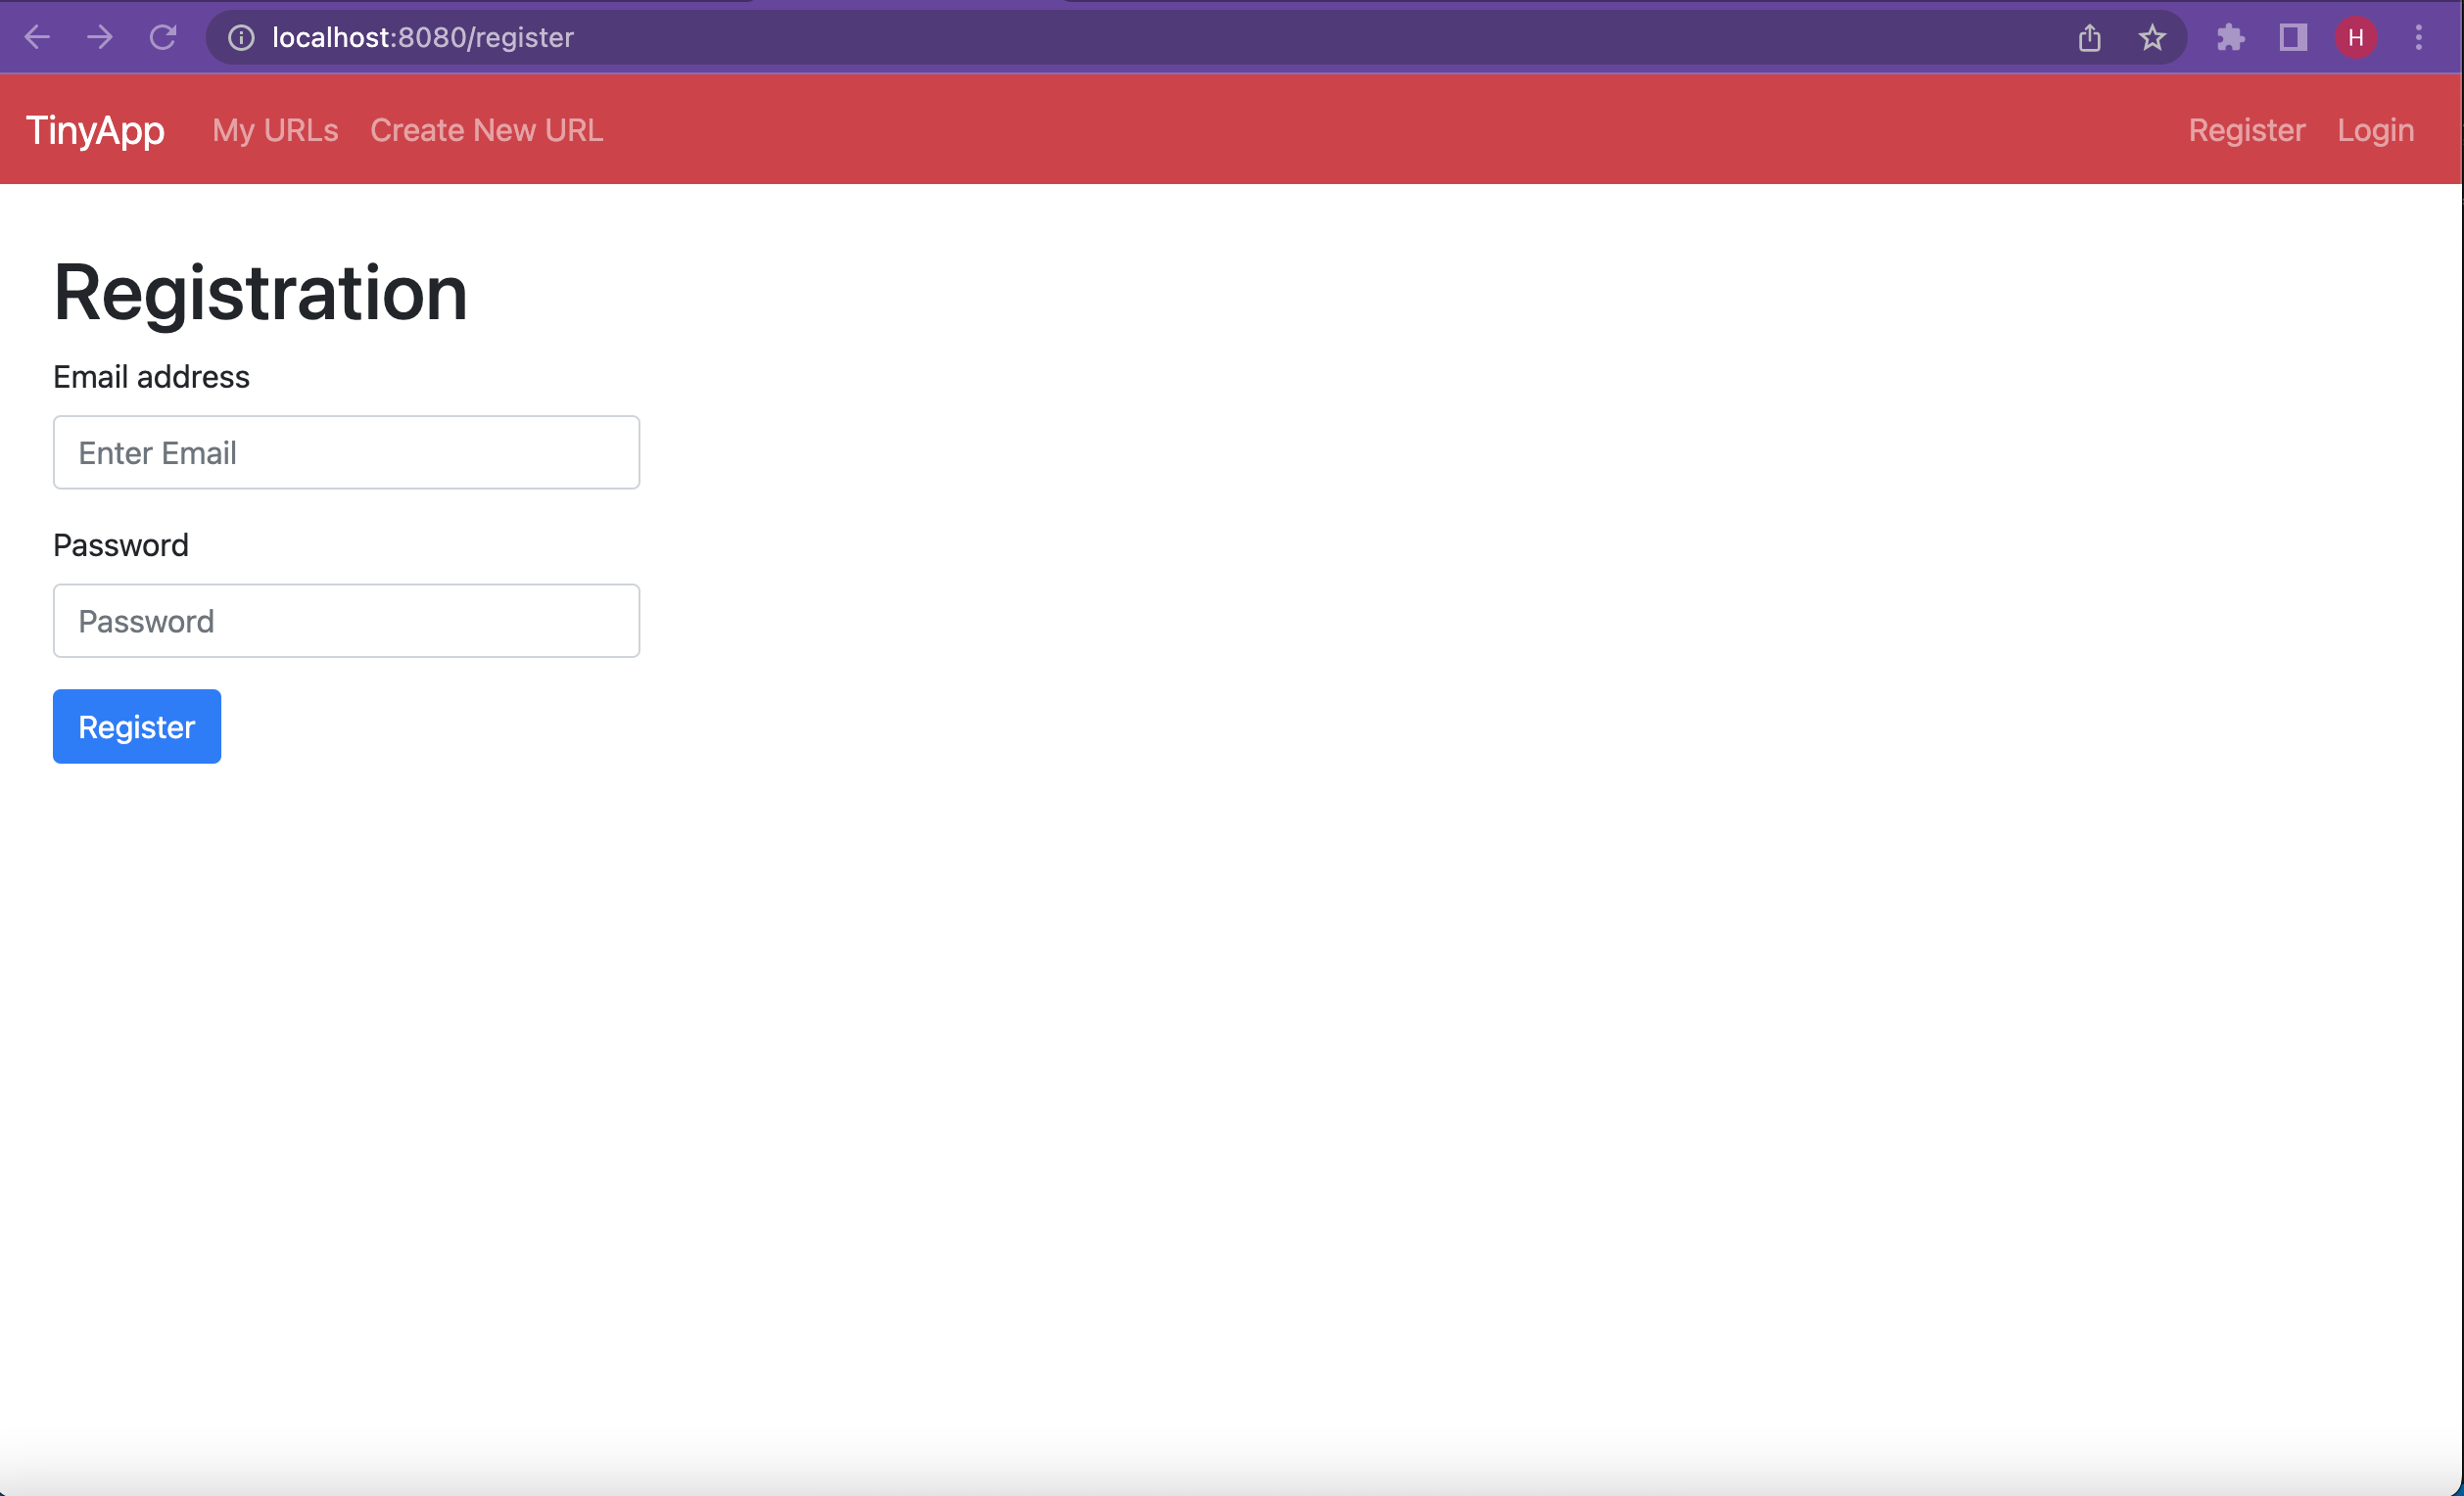 localhost:8080/register
H
TinyApp My URLs Create New URL Register Login
Registration
Email address
Enter Email
Password
Password
Register